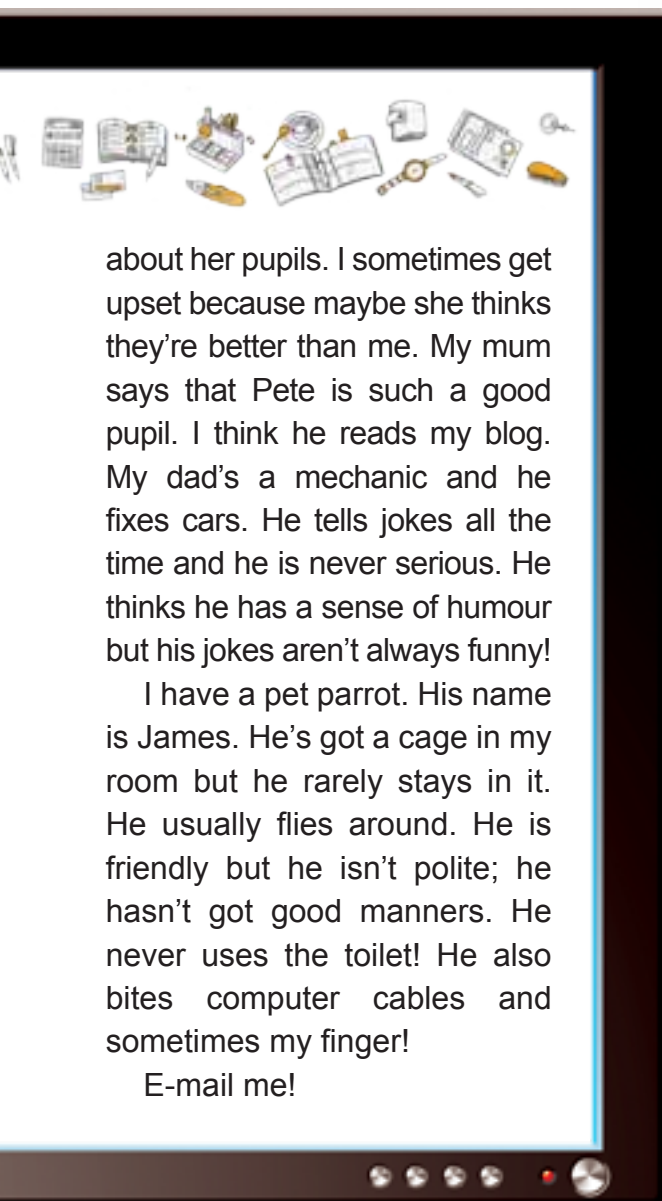 about her pupils. I sometimes get
upset because maybe she thinks
they're better than me. My mum
says that Pete is such a good
pupil. I think he reads my blog.
My dad's a mechanic and he
fixes cars. He tells jokes all the
time and he is never serious. He
thinks he has a sense of humour
but his jokes aren't always funny!
I have a pet parrot. His name
is James. He's got a cage in my
room but he rarely stays in it.
He usually flies around. He is
friendly but he isn't polite; he
hasn't got good manners. He
never uses the toilet! He also
bites computer cables and
sometimes my finger!
E-mail me!